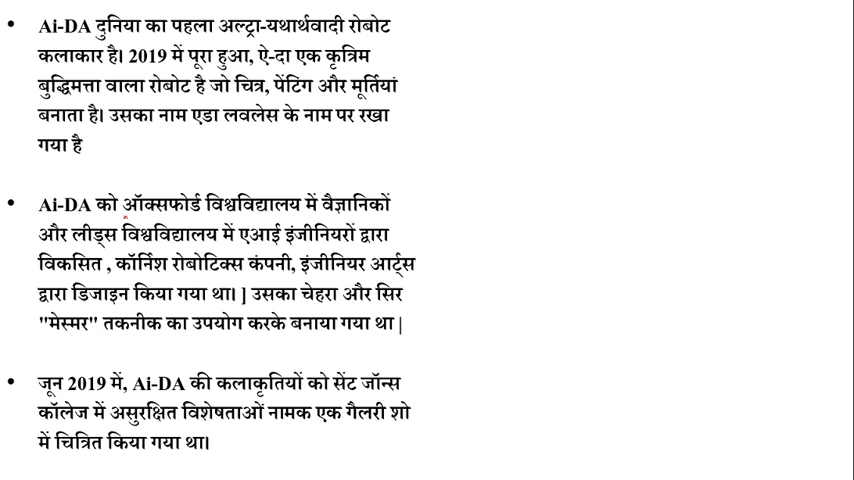 • Ai-DA दुनिया का पहला अल्ट्रा-यथार्थवादी रोबोट
कलाकार है। 2019 में पूरा हुआ, ऐ-दा एक कृत्रिम
बुद्धिमत्ता वाला रोबोट है जो चित्र, पेंटिंग और मूर्तियां
बनाता है। उसका नाम एडा लवलेस के नाम पर रखा
गया है
• Ai-DA को ऑक्सफोर्ड विश्वविद्यालय में वैज्ञानिकों
और लीड्स विश्वविद्यालय में एआई इंजीनियरों द्वारा
विकसित , कॉर्निश रोबोटिक्स कंपनी, इंजीनियर आर्ट्स
द्वारा डिजाइन किया गया था। ] उसका चेहरा और सिर
"मेस्मर" तकनीक का उपयोग करके बनाया गया था |
• जून 2019 में, Ai-DA की कलाकृतियों को सेंट जॉन्स
कॉलेज में असुरक्षित विशेषताओं नामक एक गैलरी शो
में चित्रित किया गया था।